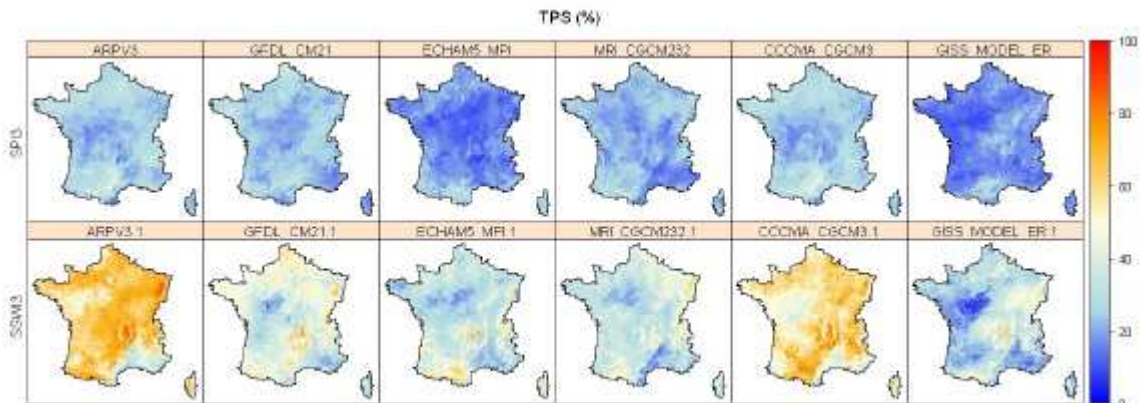 TPS (%)
ARPV3 GFDL_CM21 ECHAM5_MPI MRI_CGCM232 CCCMA_CGCM3 GISS_MODEL_ER
SPI3
ARPV3.1 GFDL_CM21.1 ECHAM5_MPI.1 MRI_CGCM232.1 CCCMA_CGCM3.1 GISS_MODEL_ER.1
SSWI3
100
80
60
40
20
0